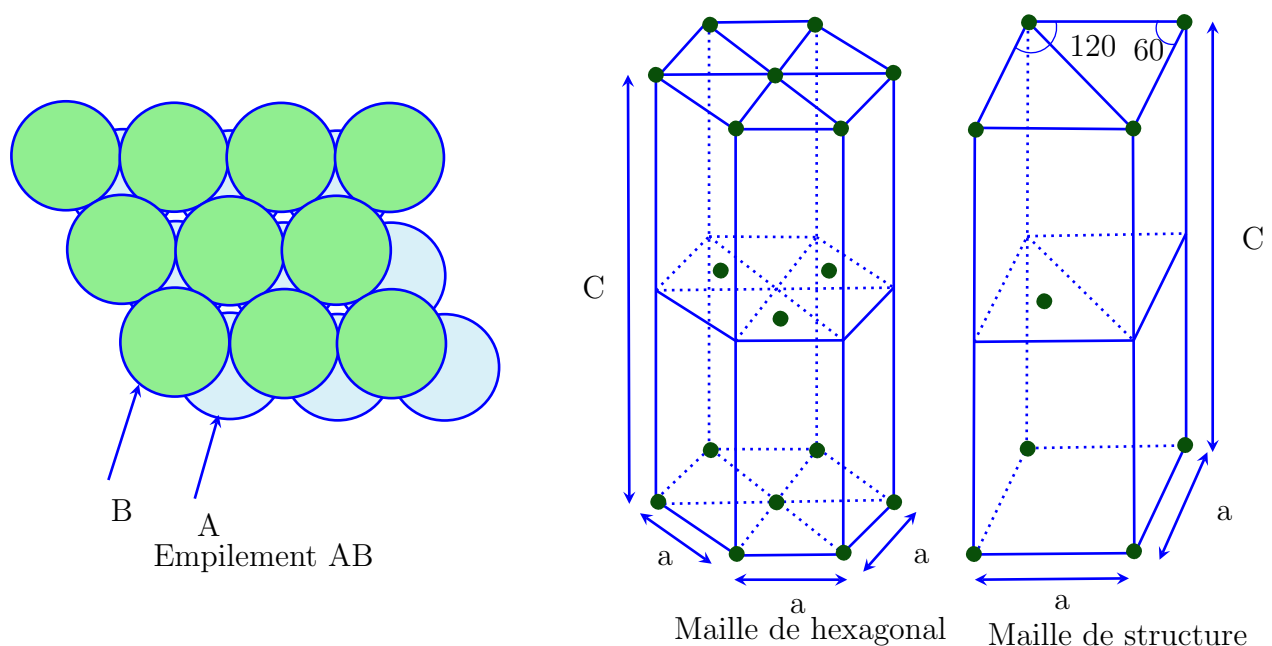 120 60
C
C
B
A
Empilement AB
a
a
a
Maille de hexagonal
a
a
Maille de structure